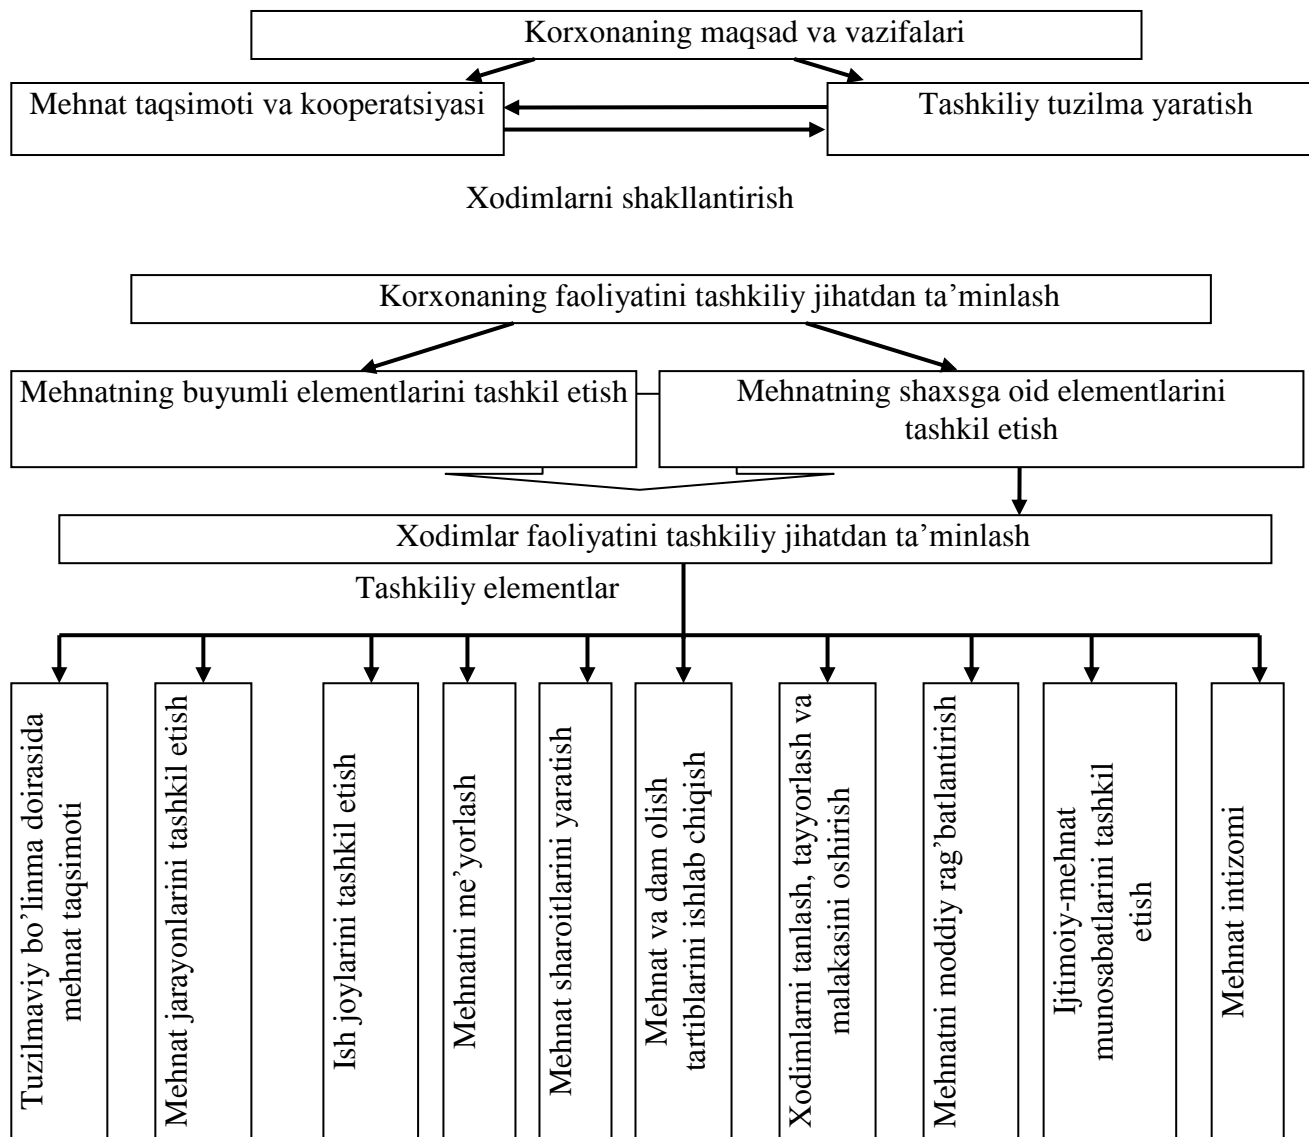 Korxonaning maqsad va vazifalari
Mehnat taqsimoti va kooperatsiyasi
Tashkiliy tuzilma yaratish
Xodimlarni shakllantirish
Korxonaning faoliyatini tashkiliy jihatdan ta’minlash
Mehnatning buyumli elementlarini tashkil etish
Mehnatning shaxsga oid elementlarini
tashkil etish
Xodimlar faoliyatini tashkiliy jihatdan ta’minlash
Tashkiliy elementlar
Tuzilmaviy bo’linma doirasida
mehnat taqsimoti
Mehnat jarayonlarini tashkil etish
Ish joylarini tashkil etish
Mehnatni me’yorlash
Mehnat sharoitlarini yaratish
Mehnat va dam olish
tartiblarini ishlab chiqish
Xodimlarni tanlash, tayyorlash va
malakasini oshirish
Mehnatni moddiy rag’batlantirish
Ijtimoiy-mehnat
munosabatlarini tashkil
etish
Mehnat intizomi